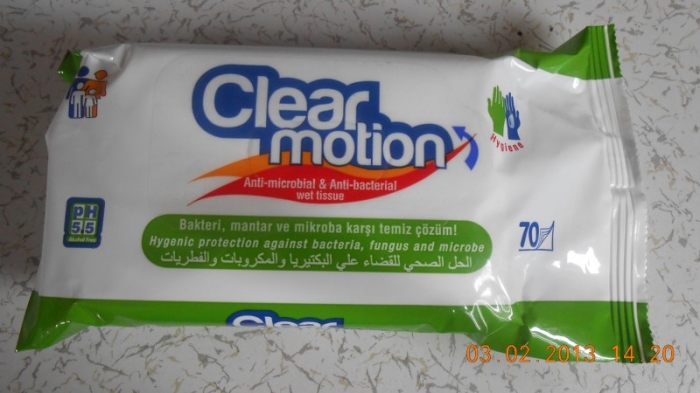 Clear
motion
Hygiene
Anti-microbial & Anti-bacterial
wet tissue
pH
5.5
Alcohol Free
Bakteri, mantar ve mikroba karşı temiz çözüm!
Hygenic protection against bacteria, fungus and microbe
الحل الصحي للقضاء علي البكتيريا والمكروبات والفطريات
70
Clear
03.02.2013 14:20